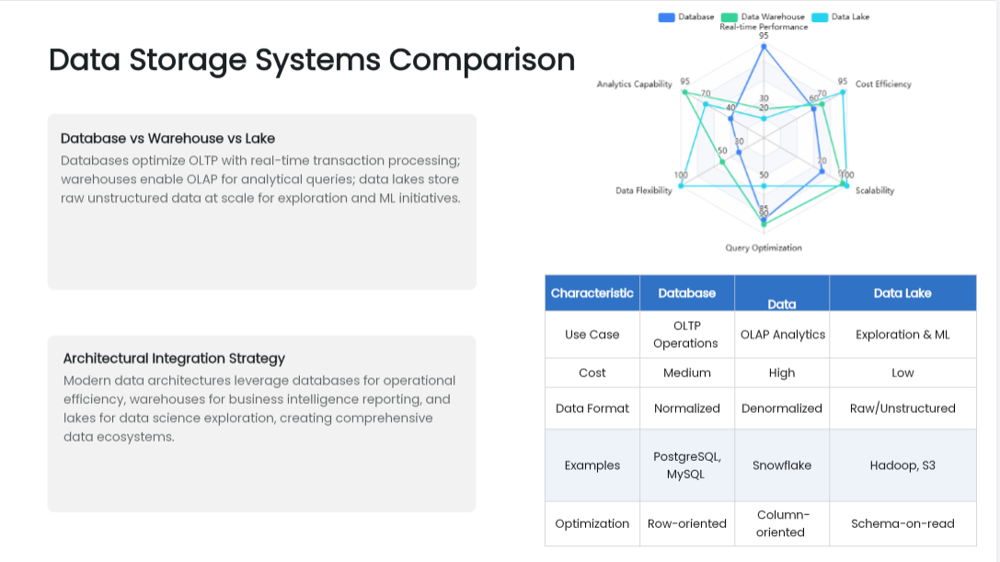 Data Storage Systems Comparison
Database vs Warehouse vs Lake
Databases optimize OLTP with real-time transaction processing;
warehouses enable OLAP for analytical queries; data lakes store
raw unstructured data at scale for exploration and ML initiatives.
Architectural Integration Strategy
Modern data architectures leverage databases for operational
efficiency, warehouses for business intelligence reporting, and
lakes for data science exploration, creating comprehensive
data ecosystems.
Database Data Warehouse Data Lake
Real-time Performance
95
Analytics Capability 95 70 40
30
20
60 70 95 Cost Efficiency
30
50
100
Data Flexibility
70
100
Scalability
50
85
90
Query Optimization
Characteristic Database Data Data Lake
Use Case OLTP Operations OLAP Analytics Exploration & ML
Cost Medium High Low
Data Format Normalized Denormalized Raw/Unstructured
Examples PostgreSQL, MySQL Snowflake Hadoop, S3
Optimization Row-oriented Column-oriented Schema-on-read